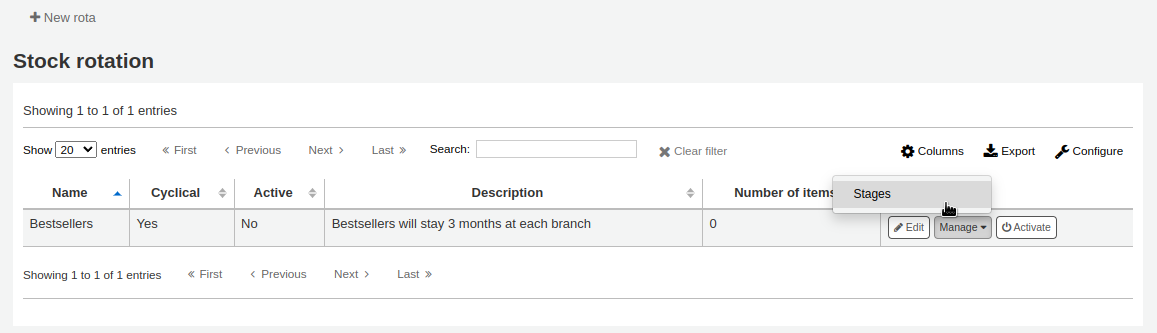 New rota
Stock rotation
Showing 1 to 1 of 1 entries
Show 20 entries First Previous Next Last Search: Clear filter Columns Export Configure
Name Cyclical Active Description Number of items
Stages
Bestsellers Yes No Bestsellers will stay 3 months at each branch 0 Edit Manage Activate
Showing 1 to 1 of 1 entries First Previous Next Last